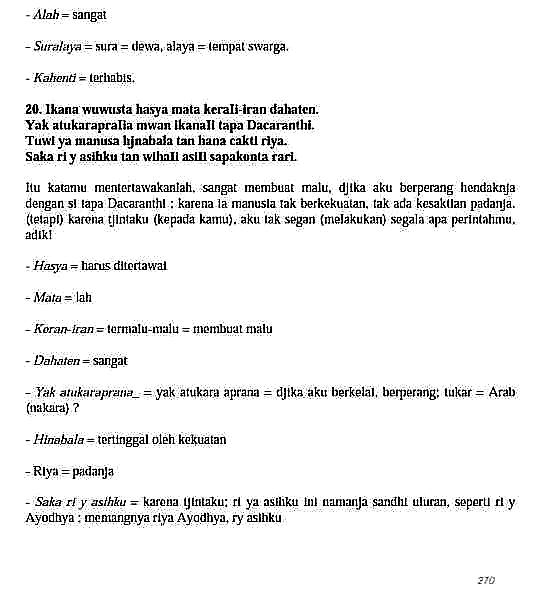 - Alah = sangat
- Suralaya = sura = dewa, alaya = tempat swarga.
- Kahenti = terhabis.
20. Ikana wuwusta hasya mata keraIi-iran dahaten.
Yak atukarapraIIa mwan ikanaII tapa Dacaranthi.
Tuwi ya manusa hjnabala tan hana cakti riya.
Saka ri y asihku tan wihaII asiII sapakonta rari.
Itu katamu mentertawakanlah, sangat membuat malu, djika aku berperang hendaknja
dengan si tapa Dacaranthi ; karena ia manusia tak berkekuatan, tak ada kesaktian padanja.
(tetapi) karena tjintaku (kepada kamu), aku tak segan (melakukan) segala apa perintahmu,
adik!
- Hasya = harus ditertawai
- Mata = lah
- Keran-iran = termalu-malu = membuat malu
- Dahaten = sangat
- Yak atukaraprana_ = yak atukara aprana = djika aku berkelai, berperang; tukar = Arab
(nakara) ?
- Hinabala = tertinggal oleh kekuatan
- Riya = padanja
- Saka ri y asihku = karena tjintaku; ri ya asihku ini namanja sandhi uluran, seperti ri y
Ayodhya ; memangnya riya Ayodhya, ry asihku
270